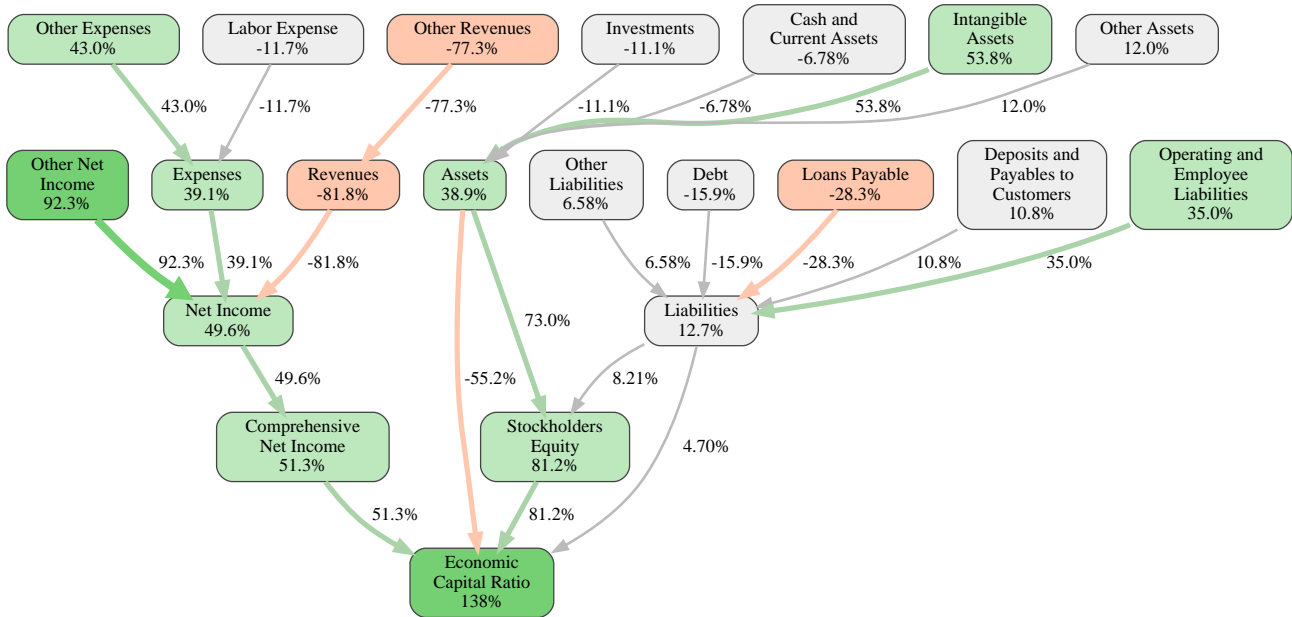 Other Expenses
43.0%
Labor Expense
-11.7%
Other Revenues
-77.3%
Investments
-11.1%
Cash and
Current Assets
-6.78%
Intangible
Assets
53.8%
Other Assets
12.0%
43.0%
-11.7%
-77.3%
-11.1%
-6.78%
53.8%
12.0%
Other Net
Income
92.3%
Expenses
39.1%
Revenues
-81.8%
Assets
38.9%
Other
Liabilities
6.58%
Debt
-15.9%
Loans Payable
-28.3%
Deposits and
Payables to
Customers
10.8%
Operating and
Employee
Liabilities
35.0%
92.3%
39.1%
-81.8%
6.58%
-15.9%
-28.3%
10.8%
35.0%
Net Income
49.6%
Liabilities
12.7%
73.0%
49.6%
-55.2%
8.21%
Comprehensive
Net Income
51.3%
Stockholders
Equity
81.2%
4.70%
51.3%
81.2%
Economic
Capital Ratio
138%